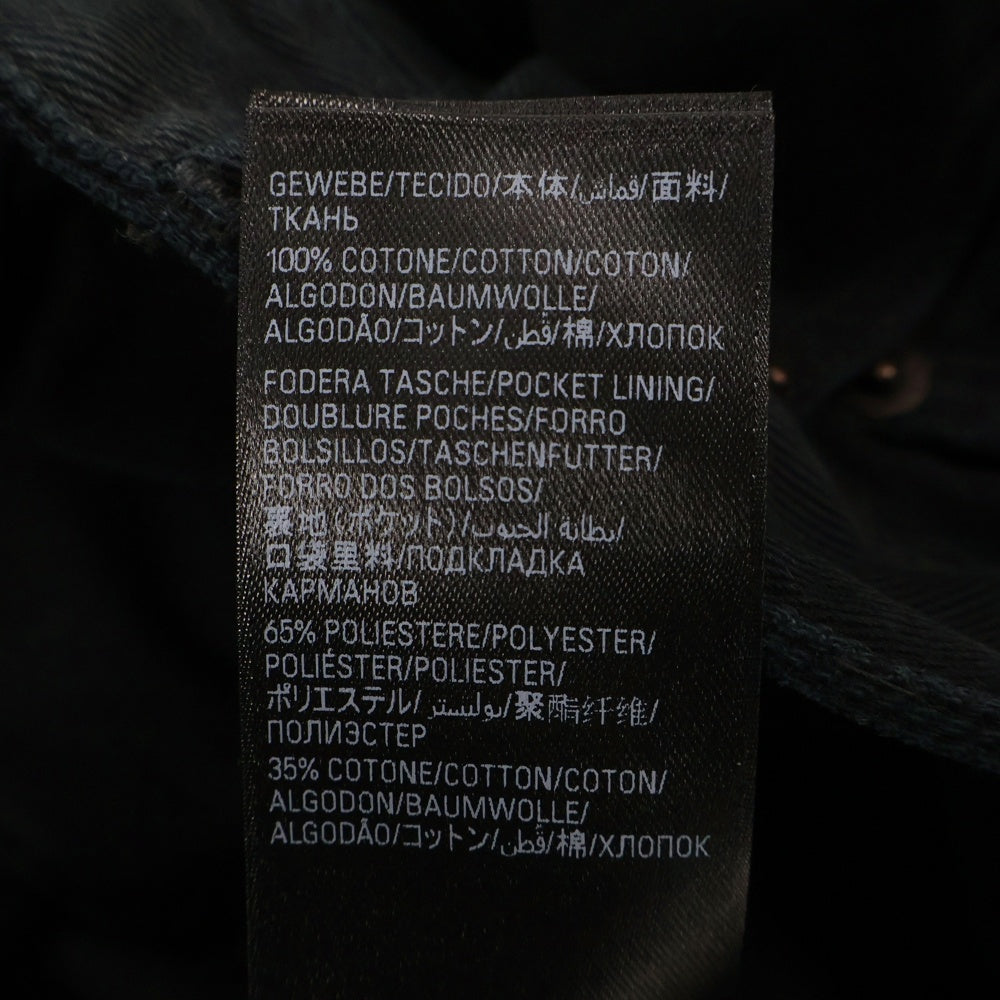 GEWEBE/TECIDO/本体/قماش/面料/
ТКАНЬ
100% COTONE/COTTON/COTON/
ALGODON/BAUMWOLLE/
ALGODÃO/コットン/قطن/棉/ХЛОПОК
FODERA TASCHE/POCKET LINING/
DOUBLURE POCHES/FORRO
BOLSILLOS/TASCHENFUTTER/
FORRO DOS BOLSOS/
裏地(ポケット)/بطانة الجيوب/
口袋里料/ПОДКЛАДКА
КАРМАНОВ
65% POLIESTERE/POLYESTER/
POLIÉSTER/POLIESTER/
ポリエステル/بوليستر/聚酯纤维/
ПОЛИЭСТЕР
35% COTONE/COTTON/COTON/
ALGODON/BAUMWOLLE/
ALGODÃO/コットン/قطن/棉/ХЛОПОК